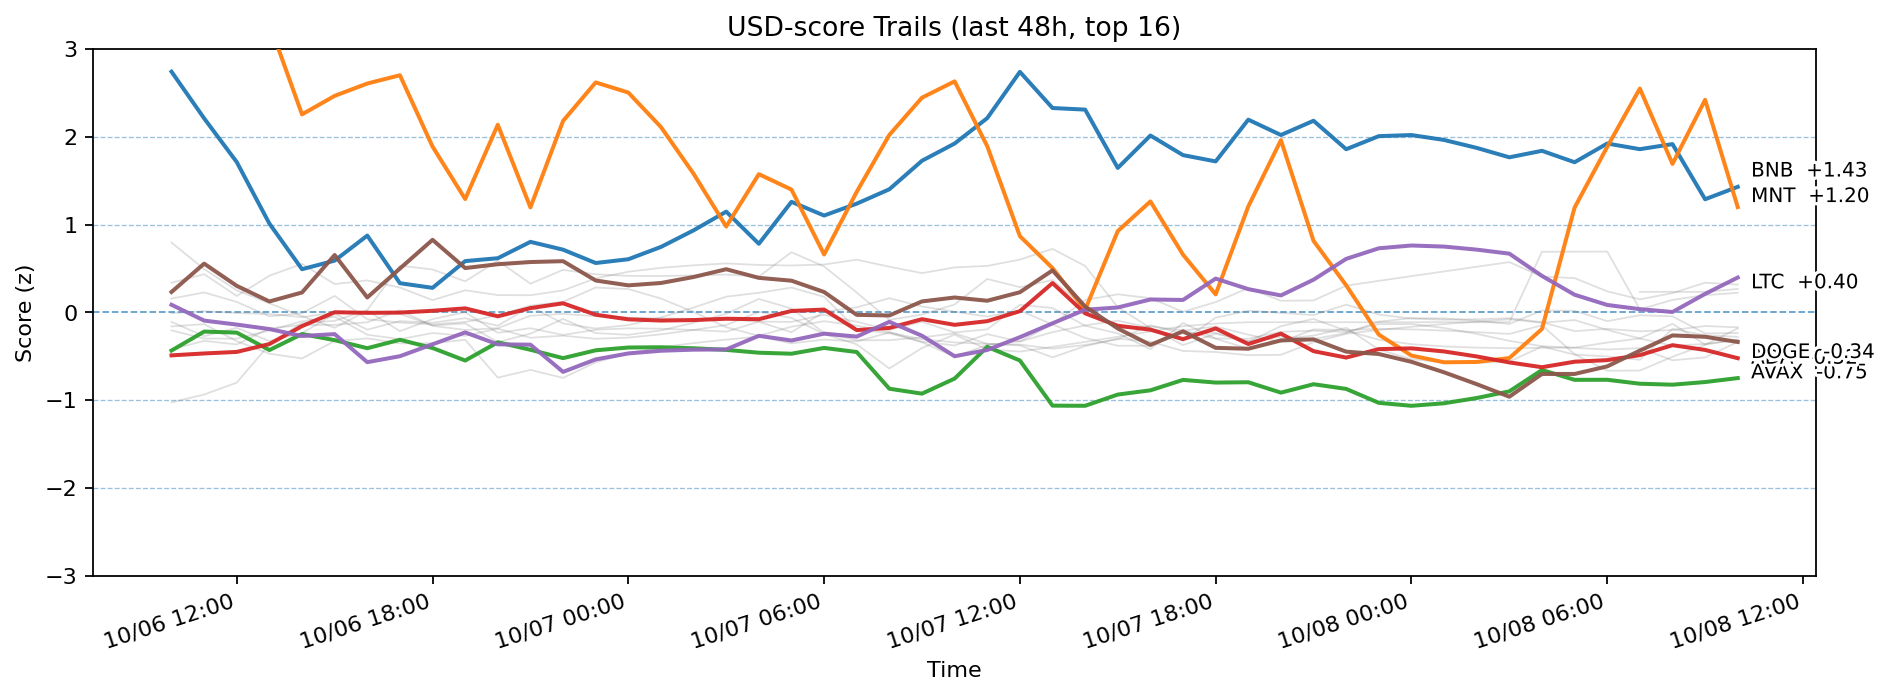 USD-score Trails (last 48h, top 16)
Score (z)
3
2
1
0
−1
−2
−3
BNB +1.43
MNT +1.20
LTC +0.40
DOGE -0.34
AVAX -0.75
10/06 12:00
10/06 18:00
10/07 00:00
10/07 06:00
10/07 12:00
10/07 18:00
10/08 00:00
10/08 06:00
10/08 12:00
Time